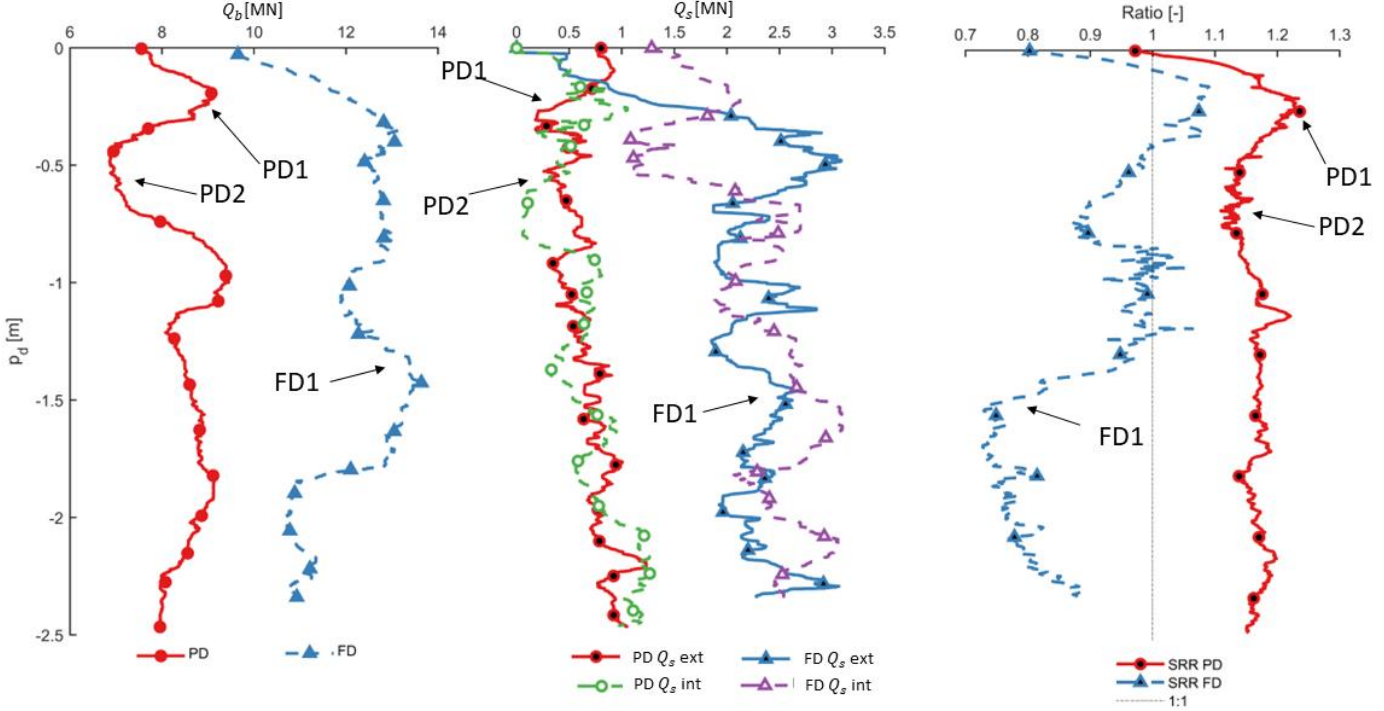 Q_b [MN]
6 8 10 12 14
0
-0.5
-1
-1.5
-2
-2.5
p_d [m]
PD1
PD2
FD1
PD
FD
Q_s [MN]
0 0.5 1 1.5 2 2.5 3 3.5
PD1
PD2
FD1
PD Q_s ext
FD Q_s ext
PD Q_s int
FD Q_s int
Ratio [-]
0.7 0.8 0.9 1 1.1 1.2 1.3
PD1
PD2
FD1
SRR PD
SRR FD
1:1